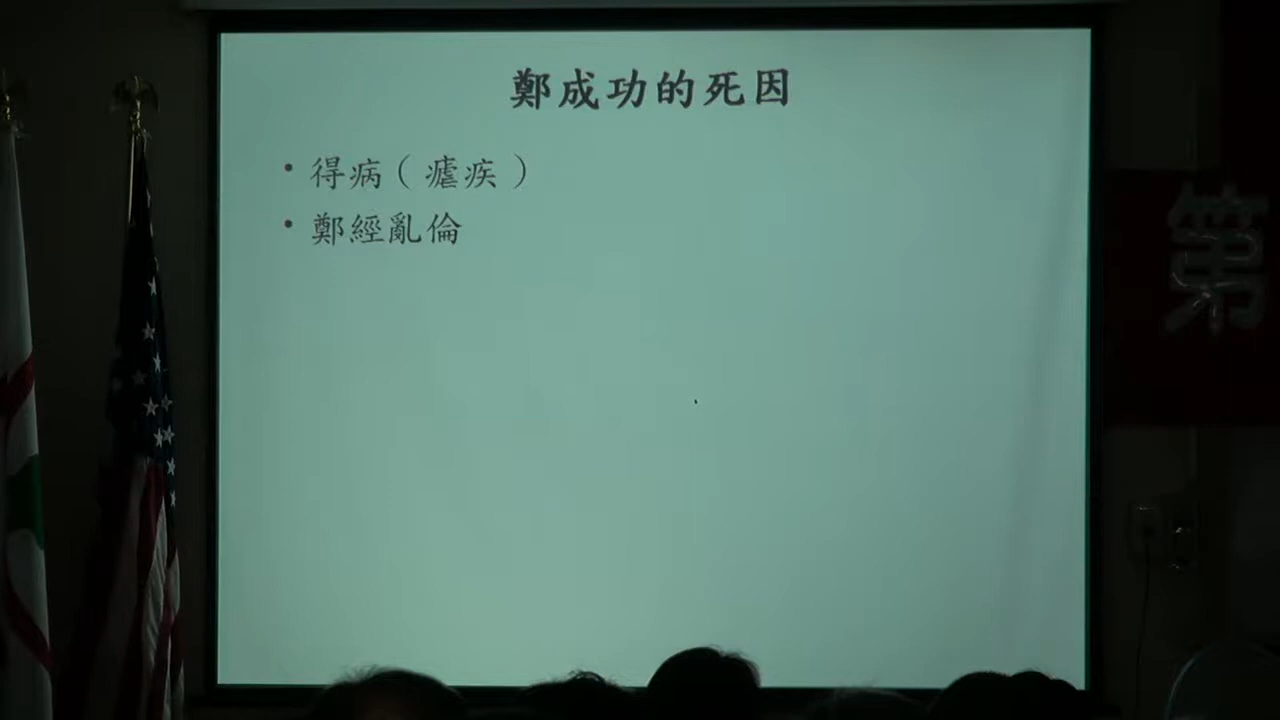 鄭成功的死因
• 得病（瘧疾）
• 鄭經亂倫
第